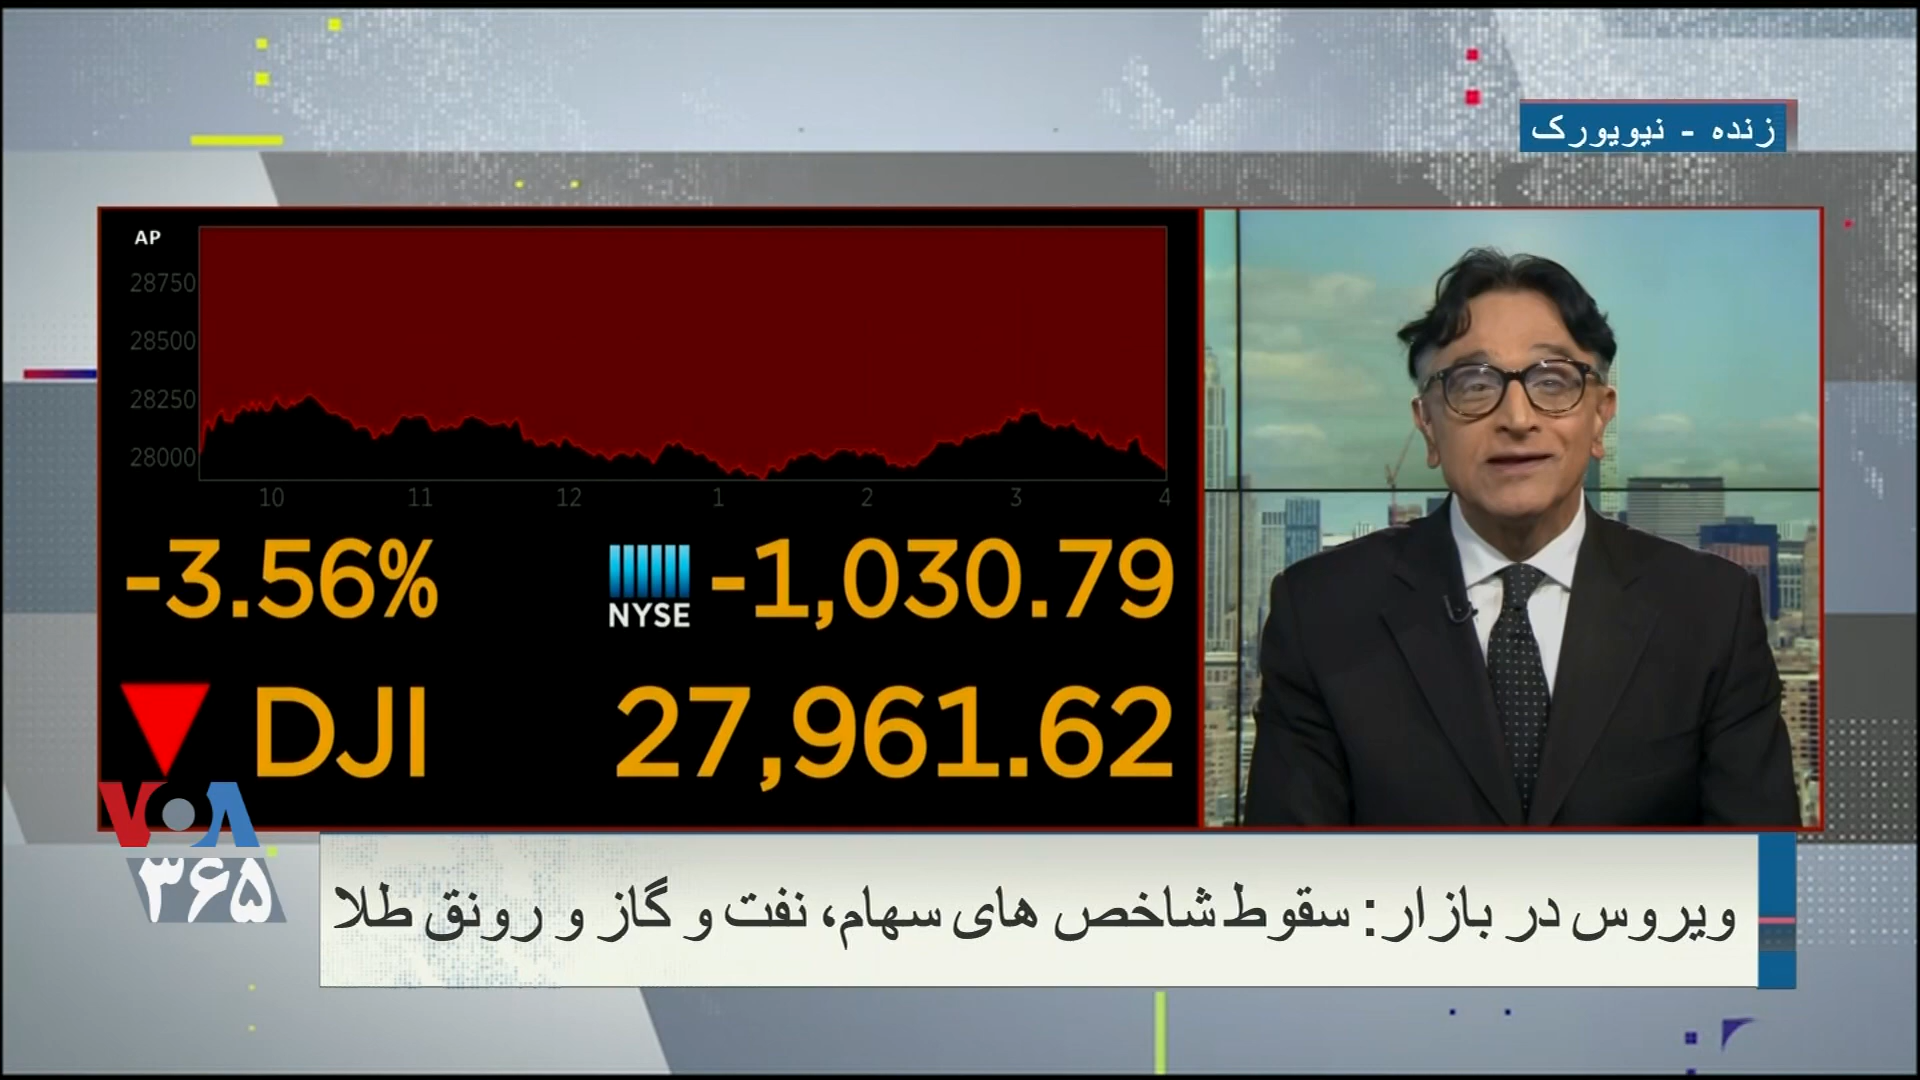 زنده - نیویورک
AP
28750
28500
28250
28000
10 11 12 1 2 3 4
-3.56% NYSE -1,030.79
DJI 27,961.62
VOA
۳۶۵
ویروس در بازار: سقوط شاخص های سهام، نفت و گاز و رونق طلا